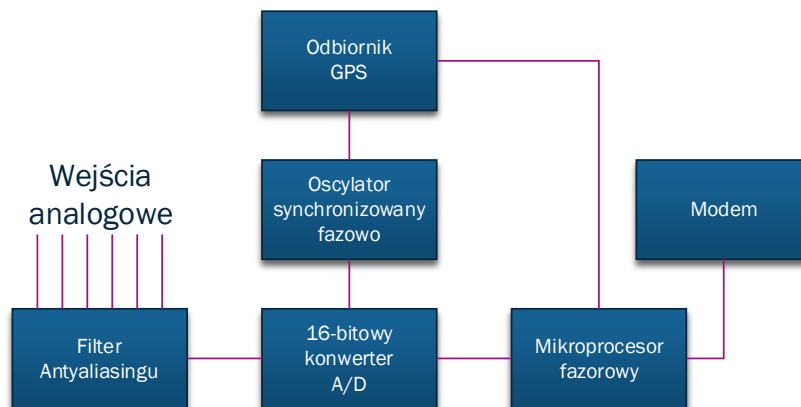 Odbiornik
GPS
Wejścia
analogowe
Oscylator
synchronizowany
fazowo
Modem
Filter
Antyaliasingu
16-bitowy
konwerter
A/D
Mikroprocesor
fazorowy